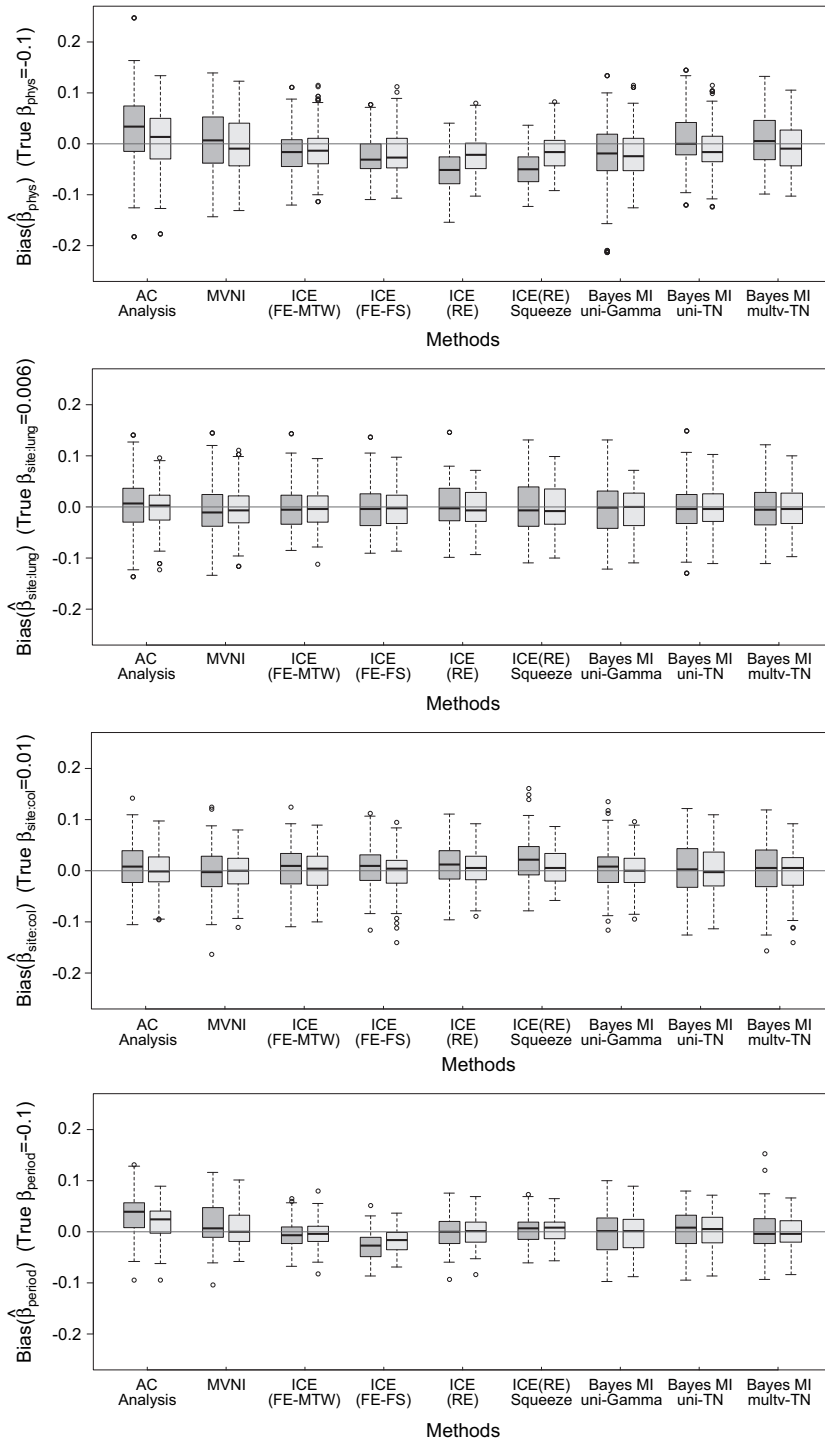 Bias(β̂phys) (True βphys=-0.1)
0.2
0.1
0.0
-0.1
-0.2
AC Analysis
MVNI
ICE (FE-MTW)
ICE (FE-FS)
ICE (RE)
ICE(RE) Squeeze
Bayes MI uni-Gamma
Bayes MI uni-TN
Bayes MI multv-TN
Methods
Bias(β̂site:lung) (True βsite:lung=0.006)
0.2
0.1
0.0
-0.1
-0.2
AC Analysis
MVNI
ICE (FE-MTW)
ICE (FE-FS)
ICE (RE)
ICE(RE) Squeeze
Bayes MI uni-Gamma
Bayes MI uni-TN
Bayes MI multv-TN
Methods
Bias(β̂site:col) (True βsite:col=0.01)
0.2
0.1
0.0
-0.1
-0.2
AC Analysis
MVNI
ICE (FE-MTW)
ICE (FE-FS)
ICE (RE)
ICE(RE) Squeeze
Bayes MI uni-Gamma
Bayes MI uni-TN
Bayes MI multv-TN
Methods
Bias(β̂period) (True βperiod=-0.1)
0.2
0.1
0.0
-0.1
-0.2
AC Analysis
MVNI
ICE (FE-MTW)
ICE (FE-FS)
ICE (RE)
ICE(RE) Squeeze
Bayes MI uni-Gamma
Bayes MI uni-TN
Bayes MI multv-TN
Methods